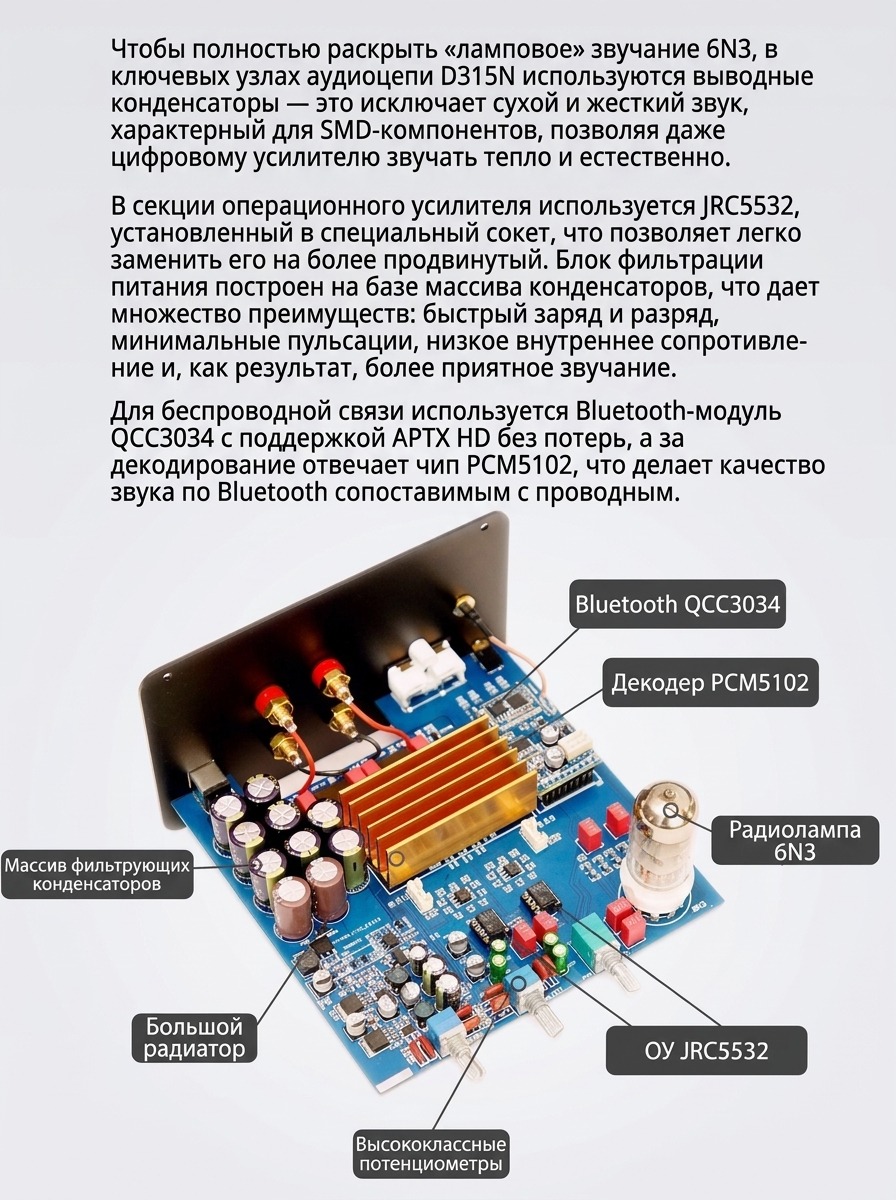 Чтобы полностью раскрыть «ламповое» звучание 6N3, в
ключевых узлах аудиоцепи D315N используются выводные
конденсаторы — это исключает сухой и жесткий звук,
характерный для SMD-компонентов, позволяя даже
цифровому усилителю звучать тепло и естественно.
В секции операционного усилителя используется JRC5532,
установленный в специальный сокет, что позволяет легко
заменить его на более продвинутый. Блок фильтрации
питания построен на базе массива конденсаторов, что дает
множество преимуществ: быстрый заряд и разряд,
минимальные пульсации, низкое внутреннее сопротивле-
ние и, как результат, более приятное звучание.
Для беспроводной связи используется Bluetooth-модуль
QCC3034 с поддержкой APTX HD без потерь, а за
декодирование отвечает чип PCM5102, что делает качество
звука по Bluetooth сопоставимым с проводным.
Bluetooth QCC3034
Декодер PCM5102
Радиолампа
6N3
Массив фильтрующих
конденсаторов
Большой
радиатор
ОУ JRC5532
Высококлассные
потенциометры